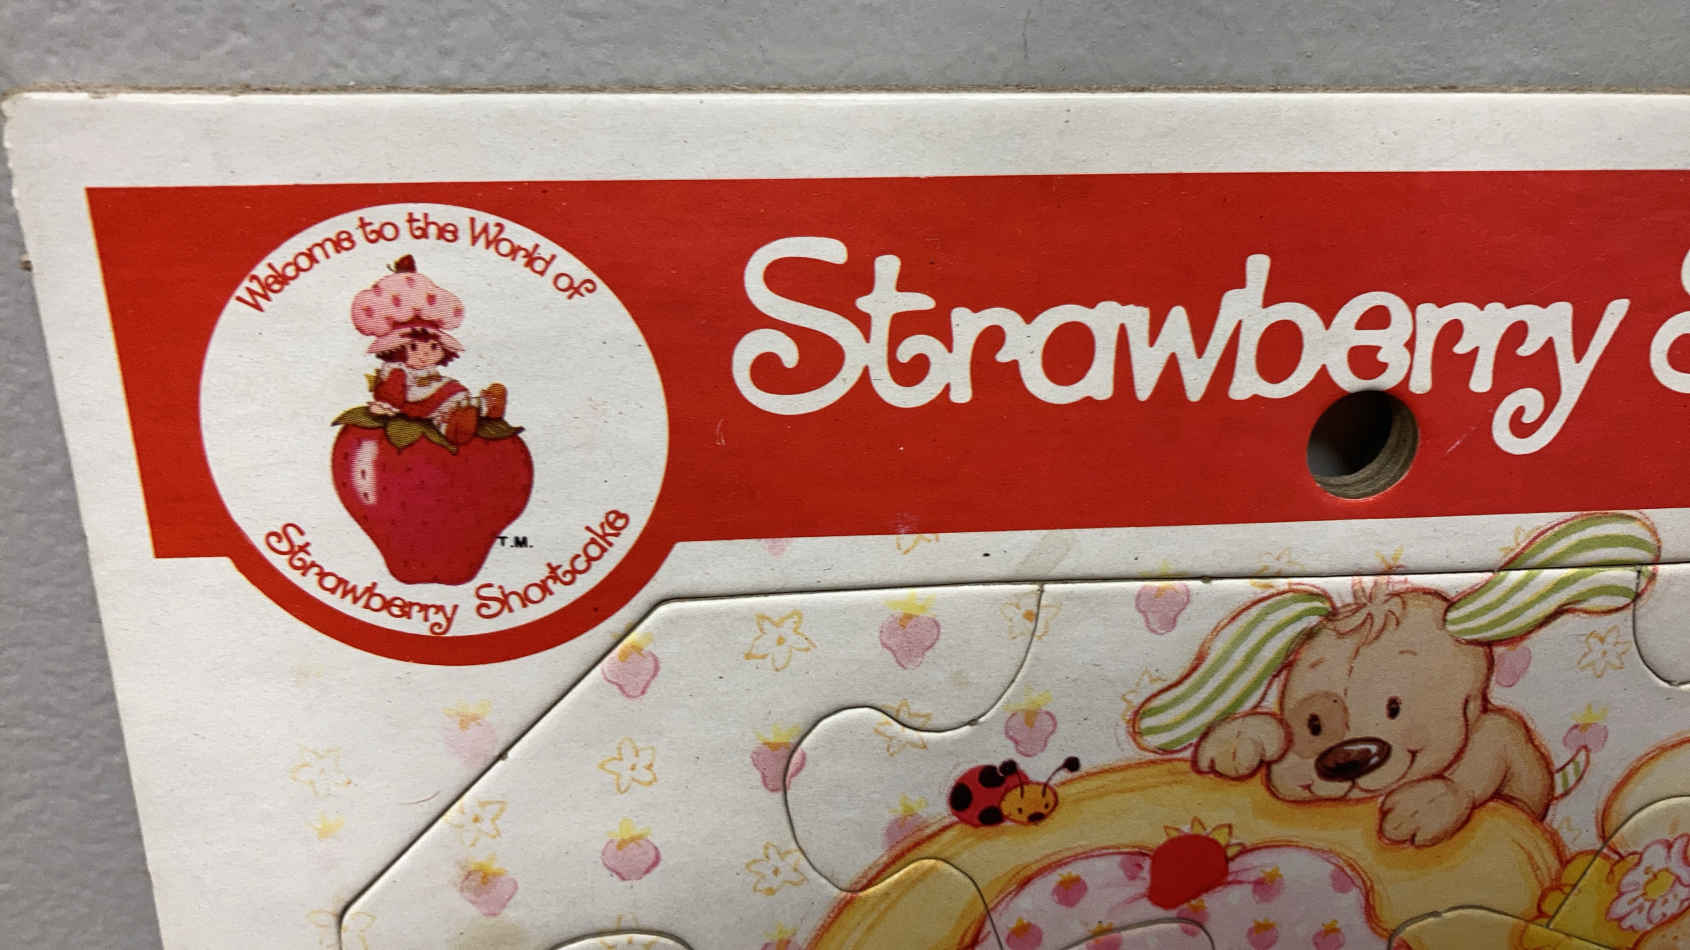 Welcome to the World of
Strawberry Shortcake
T.M.
Strawberry S